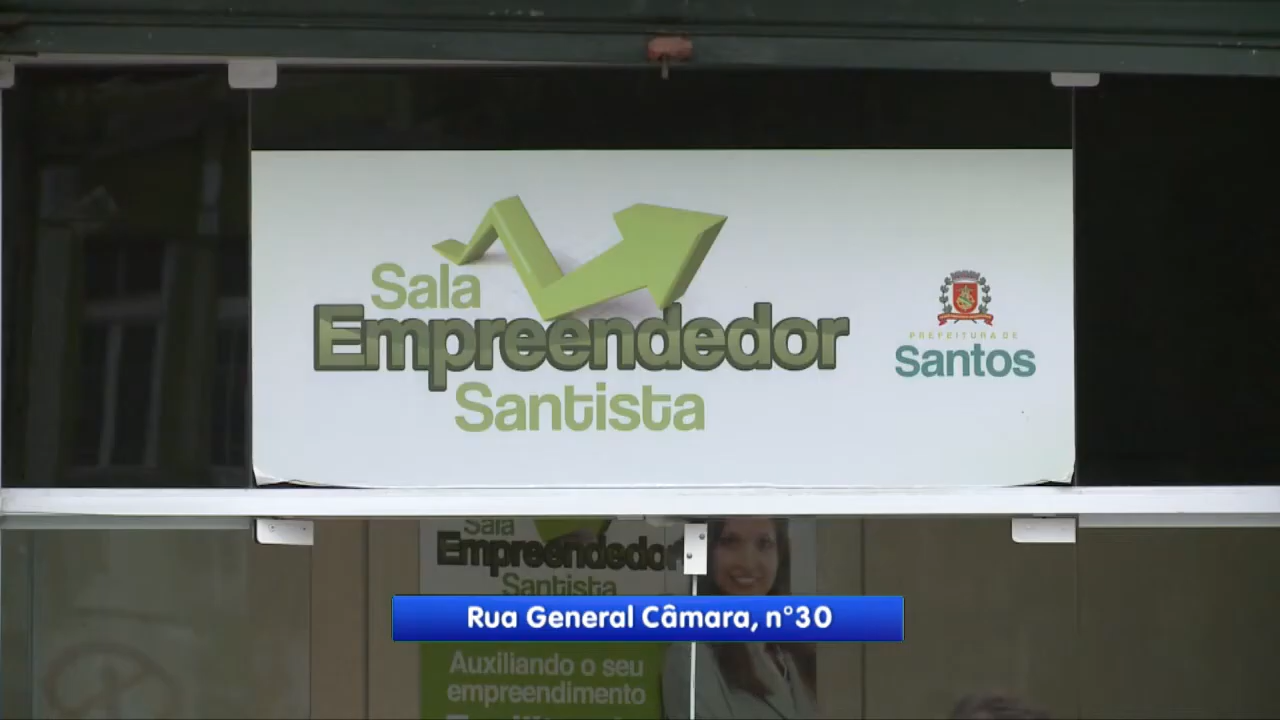 Sala
Empreendedor
Santista
PREFEITURA DE
Santos
Sala
Empreendedor
Santista
Rua General Câmara, n°30
Auxiliando o seu
empreendimento